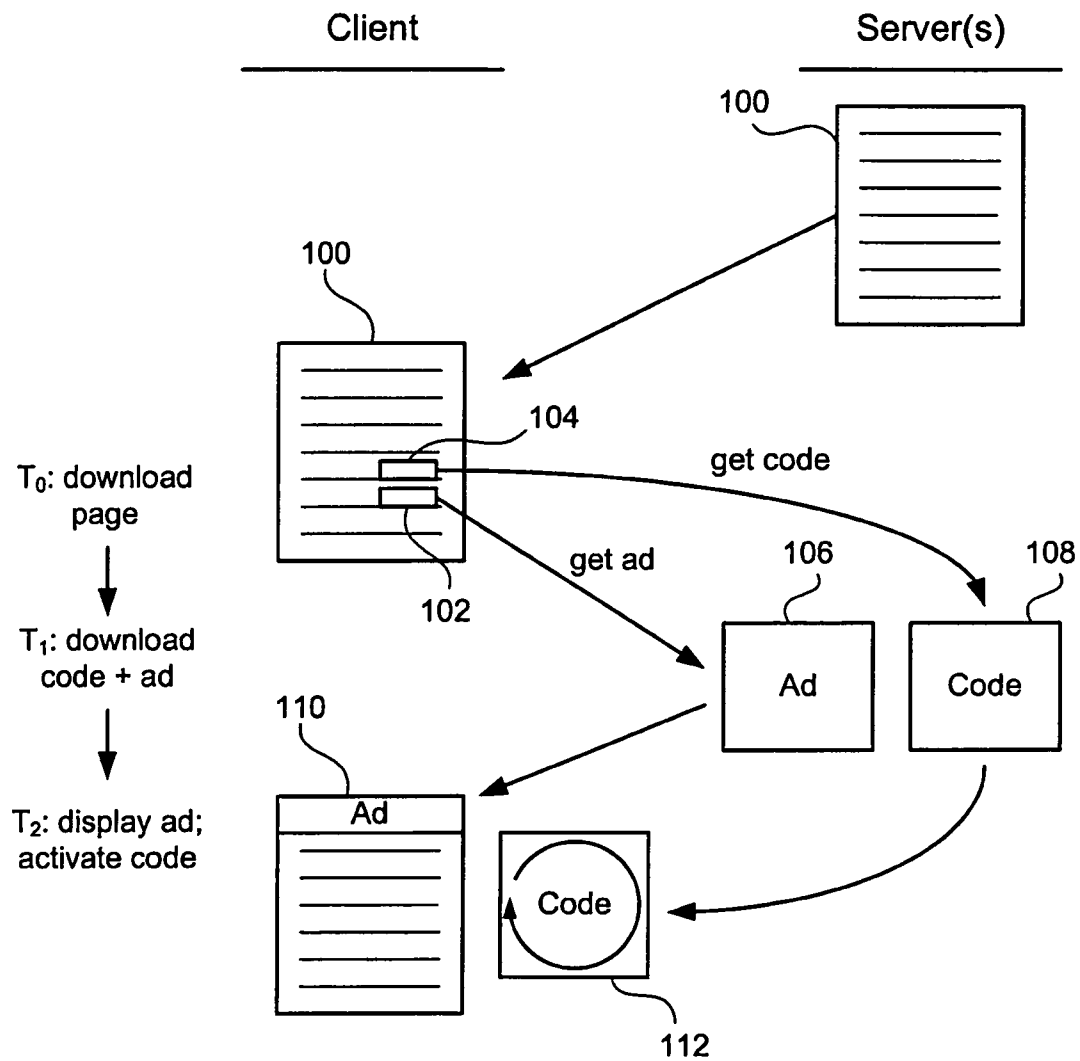 Client
Server(s)
100
100
104
get code
T₀: download
page
get ad
106
108
102
T₁: download
code + ad
Ad
Code
110
Ad
T₂: display ad;
activate code
Code
112